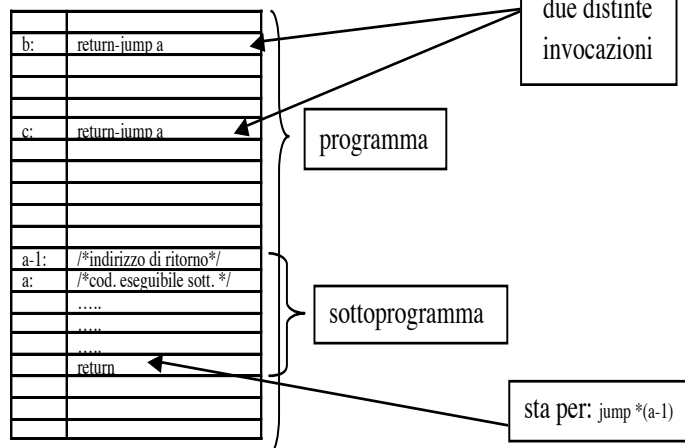 due distinte
invocazioni
b: return-jump a
c: return-jump a
programma
a-1: /*indirizzo di ritorno*/
a: /*cod. eseguibile sott. */
…..
…..
…..
return
sottoprogramma
sta per: jump *(a-1)